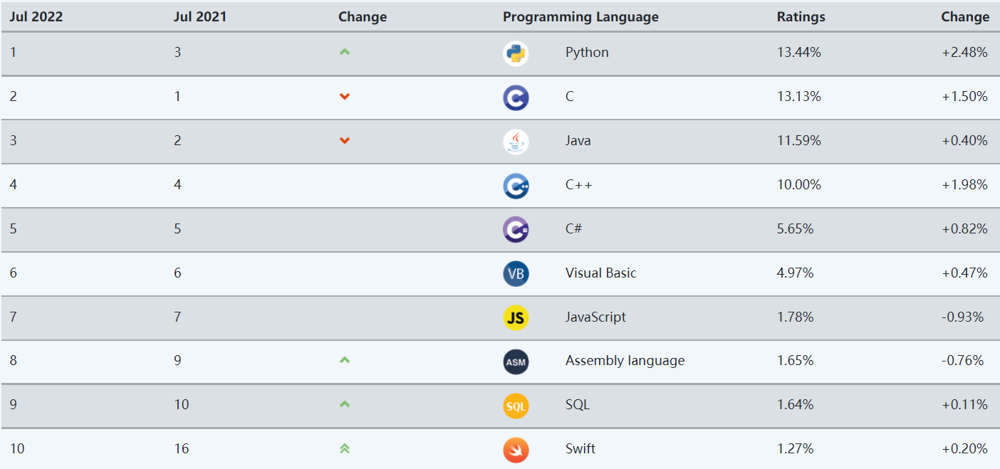 Jul 2022 Jul 2021 Change Programming Language Ratings Change
1 3 Python 13.44% +2.48%
2 1 C C 13.13% +1.50%
3 2 Java 11.59% +0.40%
4 4 C++ C++ 10.00% +1.98%
5 5 C# C# 5.65% +0.82%
6 6 VB Visual Basic 4.97% +0.47%
7 7 JS JavaScript 1.78% -0.93%
8 9 ASM Assembly language 1.65% -0.76%
9 10 SQL SQL 1.64% +0.11%
10 16 Swift 1.27% +0.20%